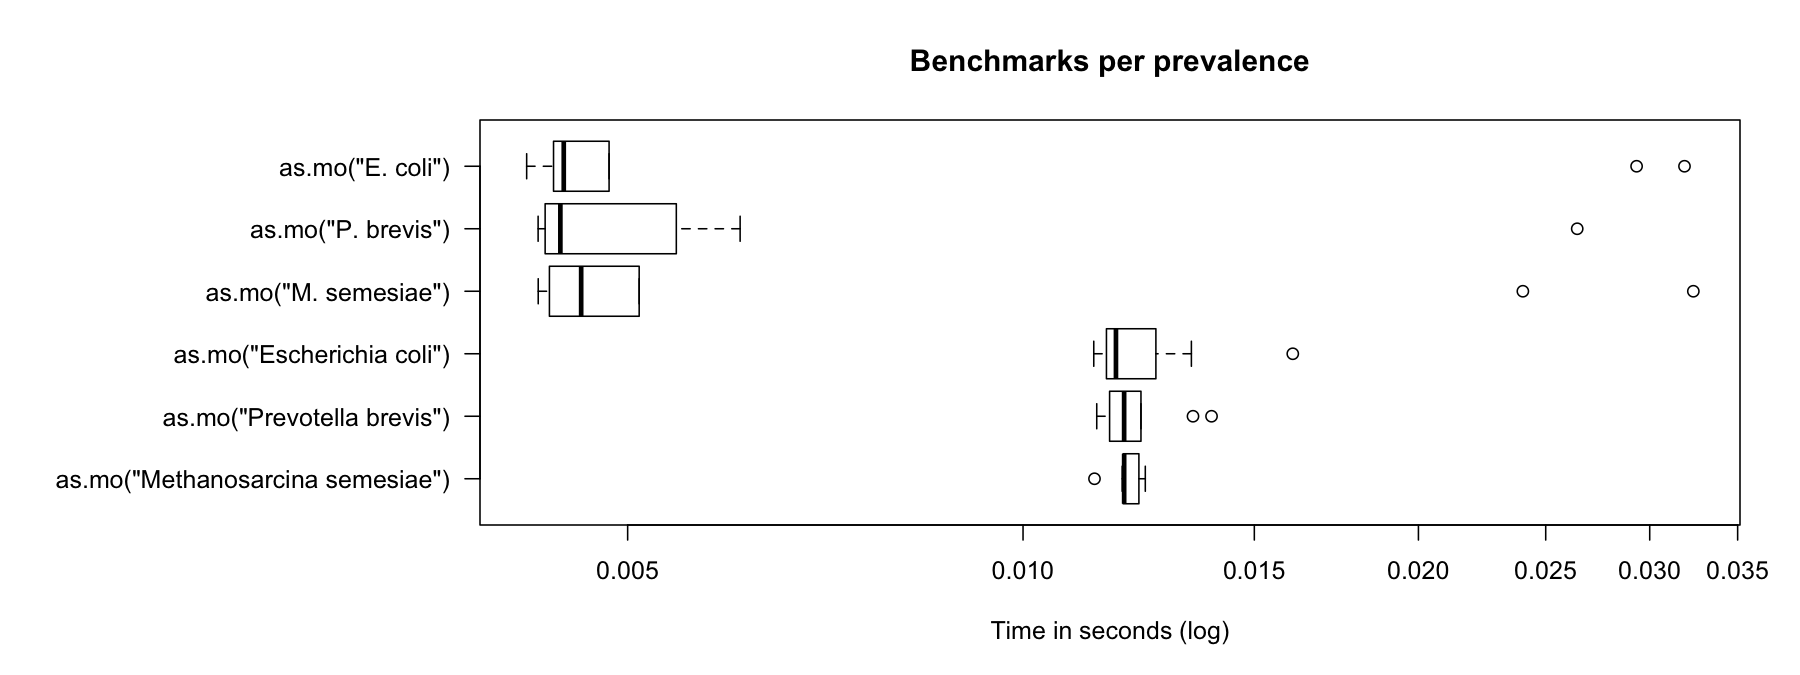 Benchmarks per prevalence
as.mo("E. coli")
as.mo("P. brevis")
as.mo("M. semesiae")
as.mo("Escherichia coli")
as.mo("Prevotella brevis")
as.mo("Methanosarcina semesiae")
0.005 0.010 0.015 0.020 0.025 0.030 0.035
Time in seconds (log)